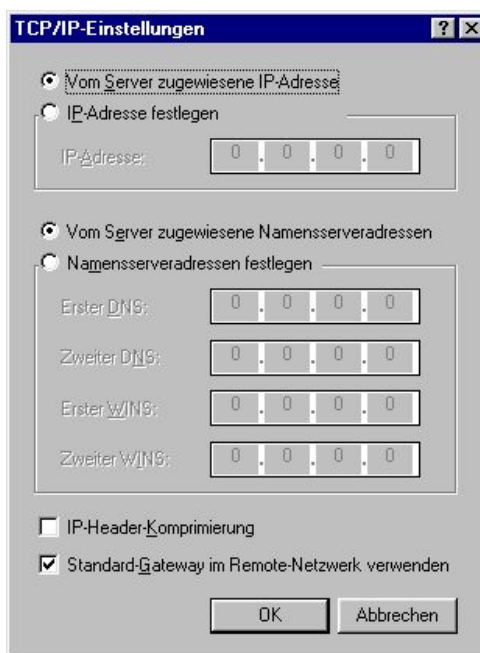 TCP/IP-Einstellungen
Vom Server zugewiesene IP-Adresse
IP-Adresse festlegen
IP-Adresse: 0 . 0 . 0 . 0
Vom Server zugewiesene Namensserveradressen
Namensserveradressen festlegen
Erster DNS: 0 . 0 . 0 . 0
Zweiter DNS: 0 . 0 . 0 . 0
Erster WINS: 0 . 0 . 0 . 0
Zweiter WINS: 0 . 0 . 0 . 0
IP-Header-Komprimierung
Standard-Gateway im Remote-Netzwerk verwenden
OK Abbrechen